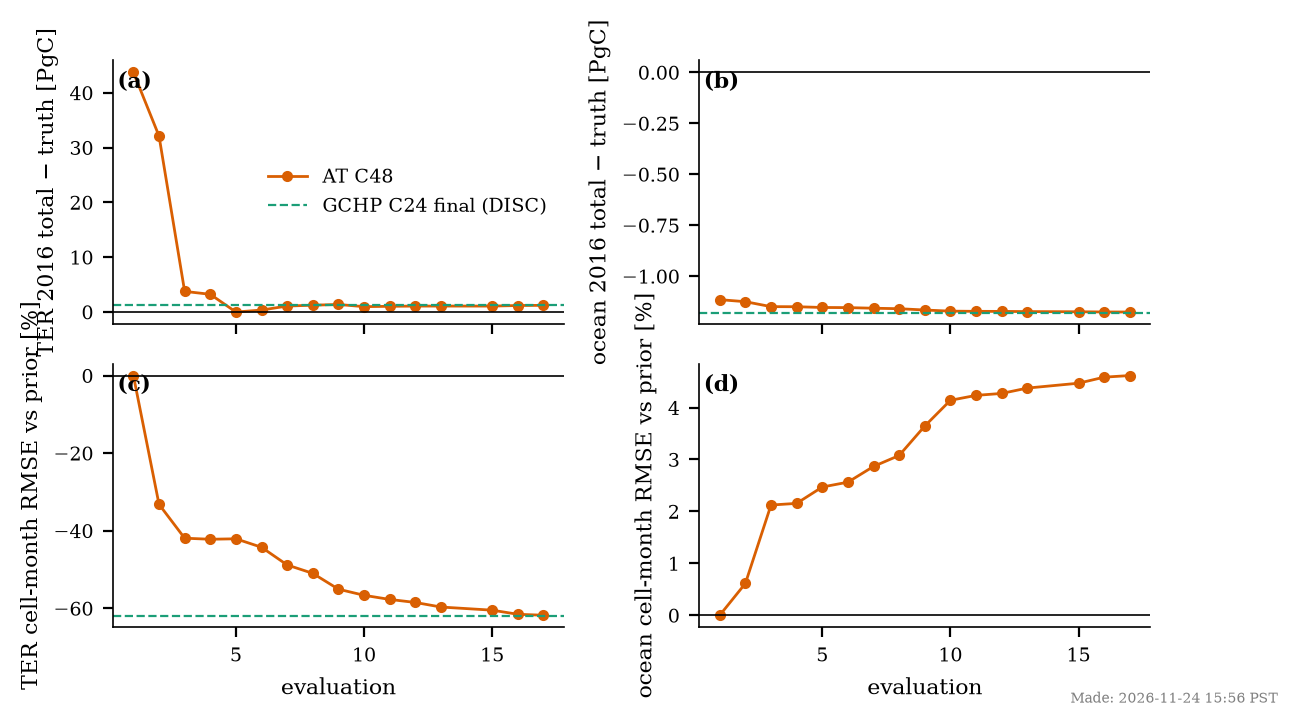 TER 2016 total − truth [PgC]
(a)
40
30
20
10
0
AT C48
GCHP C24 final (DISC)
ocean 2016 total − truth [PgC]
(b)
0.00
−0.25
−0.50
−0.75
−1.00
TER cell-month RMSE vs prior [%]
(c)
0
−20
−40
−60
5
10
15
evaluation
ocean cell-month RMSE vs prior [%]
(d)
4
3
2
1
0
5
10
15
evaluation
Made: 2026-11-24 15:56 PST